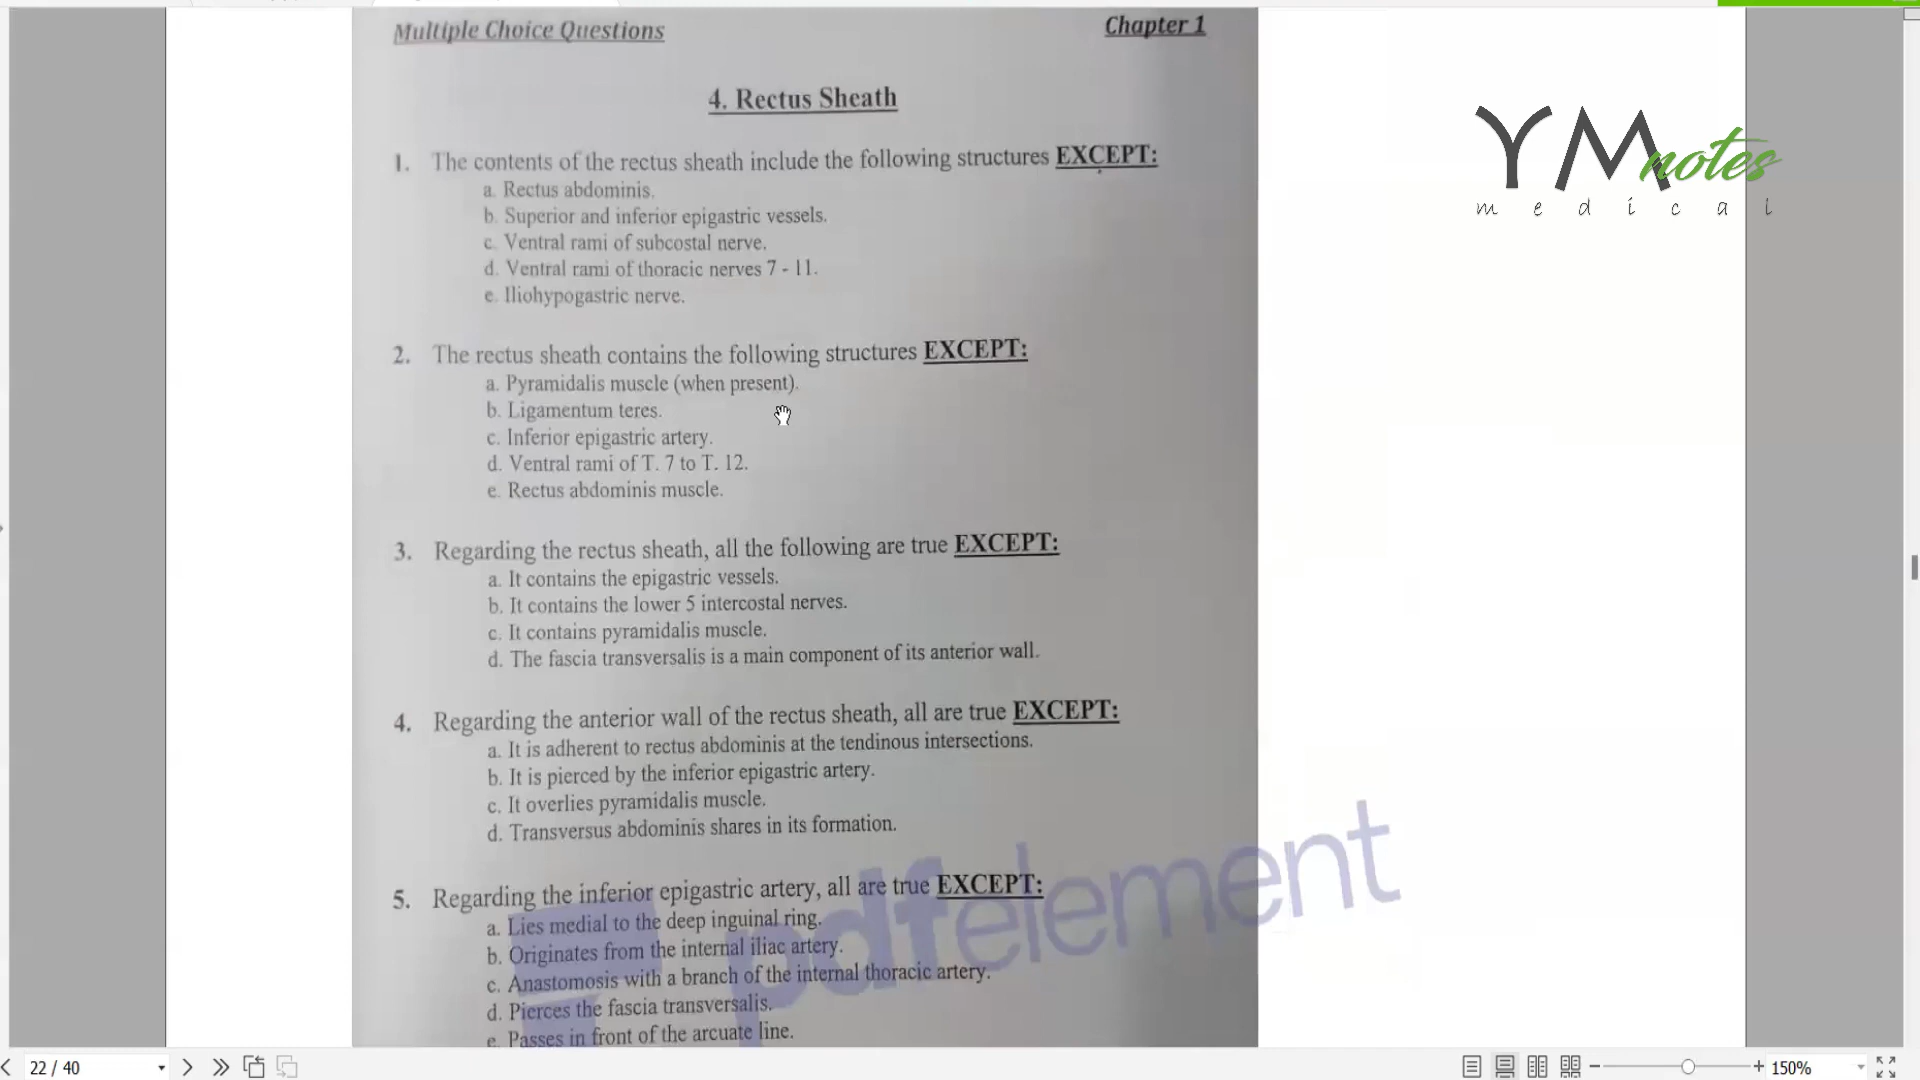 Multiple Choice Questions
Chapter 1
4. Rectus Sheath
1. The contents of the rectus sheath include the following structures EXCEPT:
a. Rectus abdominis.
b. Superior and inferior epigastric vessels.
c. Ventral rami of subcostal nerve.
d. Ventral rami of thoracic nerves 7 - 11.
e. Iliohypogastric nerve.
2. The rectus sheath contains the following structures EXCEPT:
a. Pyramidalis muscle (when present).
b. Ligamentum teres.
c. Inferior epigastric artery.
d. Ventral rami of T. 7 to T. 12.
e. Rectus abdominis muscle.
3. Regarding the rectus sheath, all the following are true EXCEPT:
a. It contains the epigastric vessels.
b. It contains the lower 5 intercostal nerves.
c. It contains pyramidalis muscle.
d. The fascia transversalis is a main component of its anterior wall.
4. Regarding the anterior wall of the rectus sheath, all are true EXCEPT:
a. It is adherent to rectus abdominis at the tendinous intersections.
b. It is pierced by the inferior epigastric artery.
c. It overlies pyramidalis muscle.
d. Transversus abdominis shares in its formation.
5. Regarding the inferior epigastric artery, all are true EXCEPT:
a. Lies medial to the deep inguinal ring.
b. Originates from the internal iliac artery.
c. Anastomosis with a branch of the internal thoracic artery.
d. Pierces the fascia transversalis.
e. Passes in front of the arcuate line.
pdfelement
YM notes
medical
22 / 40
150%